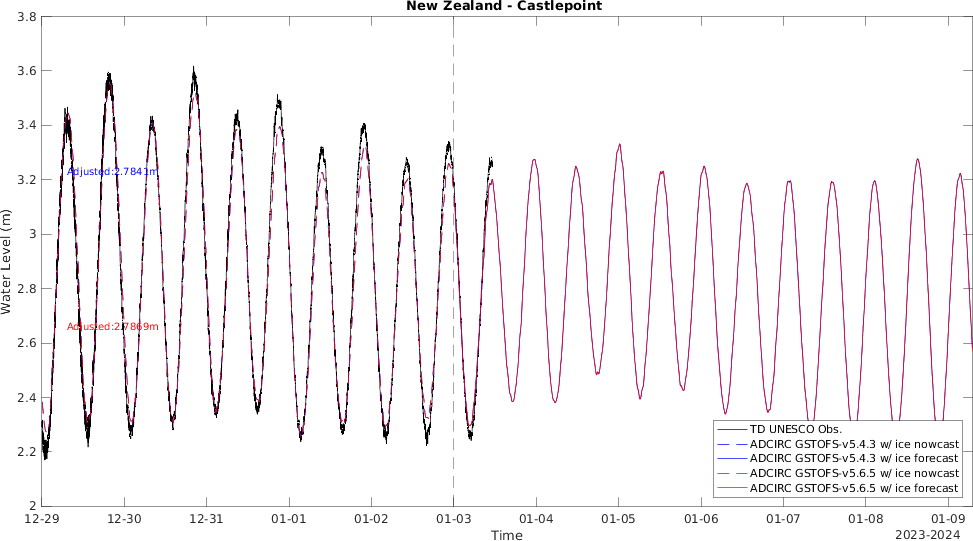 New Zealand - Castlepoint
Water Level (m)
3.8
3.6
3.4
3.2
3
2.8
2.6
2.4
2.2
2
Adjusted:2.7841m
Adjusted:2.7869m
TD UNESCO Obs.
ADCIRC GSTOFS-v5.4.3 w/ ice nowcast
ADCIRC GSTOFS-v5.4.3 w/ ice forecast
ADCIRC GSTOFS-v5.6.5 w/ ice nowcast
ADCIRC GSTOFS-v5.6.5 w/ ice forecast
12-29 12-30 12-31 01-01 01-02 01-03 01-04 01-05 01-06 01-07 01-08 01-09
Time
2023-2024